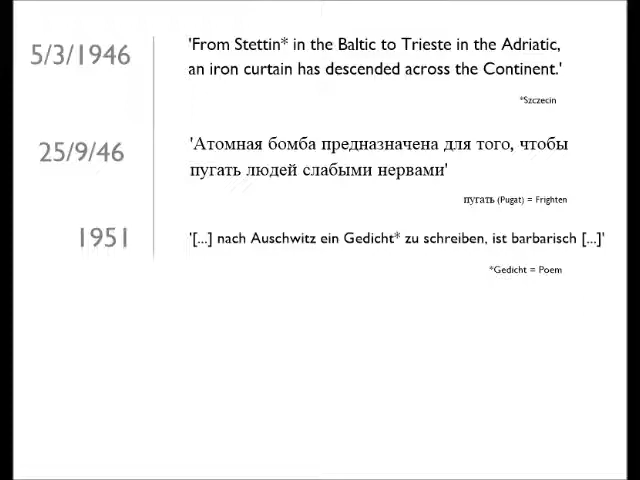 5/3/1946
'From Stettin* in the Baltic to Trieste in the Adriatic,
an iron curtain has descended across the Continent.'
*Szczecin
25/9/46
'Атомная бомба предназначена для того, чтобы
пугать людей слабыми нервами'
пугать (Pugat) = Frighten
1951
'[...] nach Auschwitz ein Gedicht* zu schreiben, ist barbarisch [...]'
*Gedicht = Poem